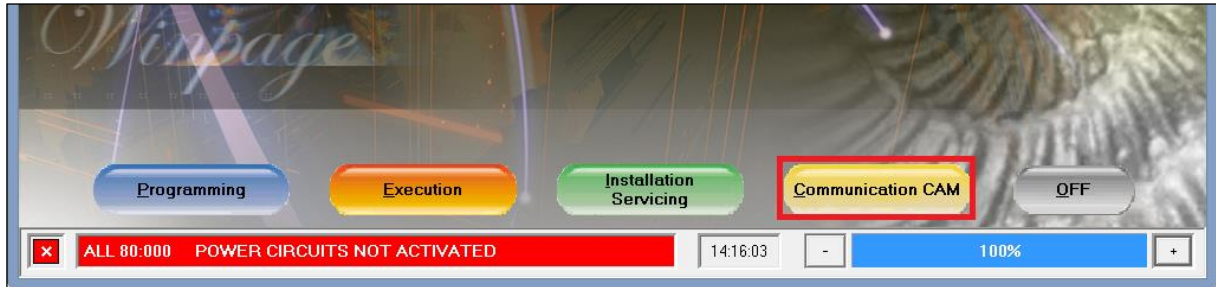 Winpage
Programming
Execution
Installation
Servicing
Communication CAM
OFF
× ALL 80:000 POWER CIRCUITS NOT ACTIVATED 14:16:03 - 100% +